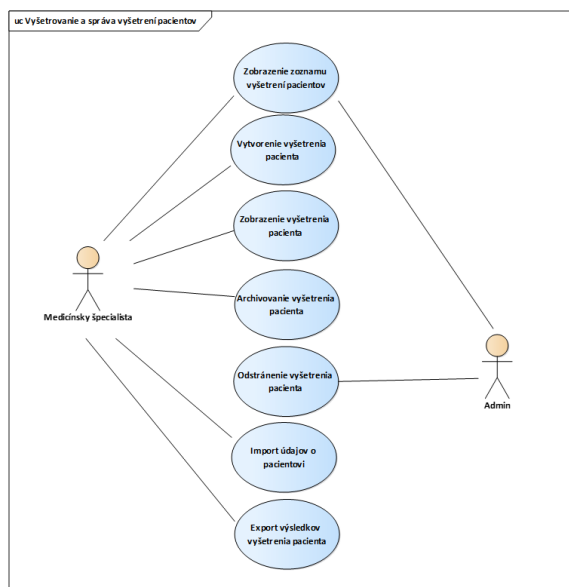 uc Vyšetrovanie a správa vyšetrení pacientov
Zobrazenie zoznamu
vyšetrení pacientov
Vytvorenie vyšetrenia
pacienta
Zobrazenie vyšetrenia
pacienta
Medicínsky špecialista
Archivovanie vyšetrenia
pacienta
Odstránenie vyšetrenia
pacienta
Admin
Import údajov o
pacientovi
Export výsledkov
vyšetrenia pacienta